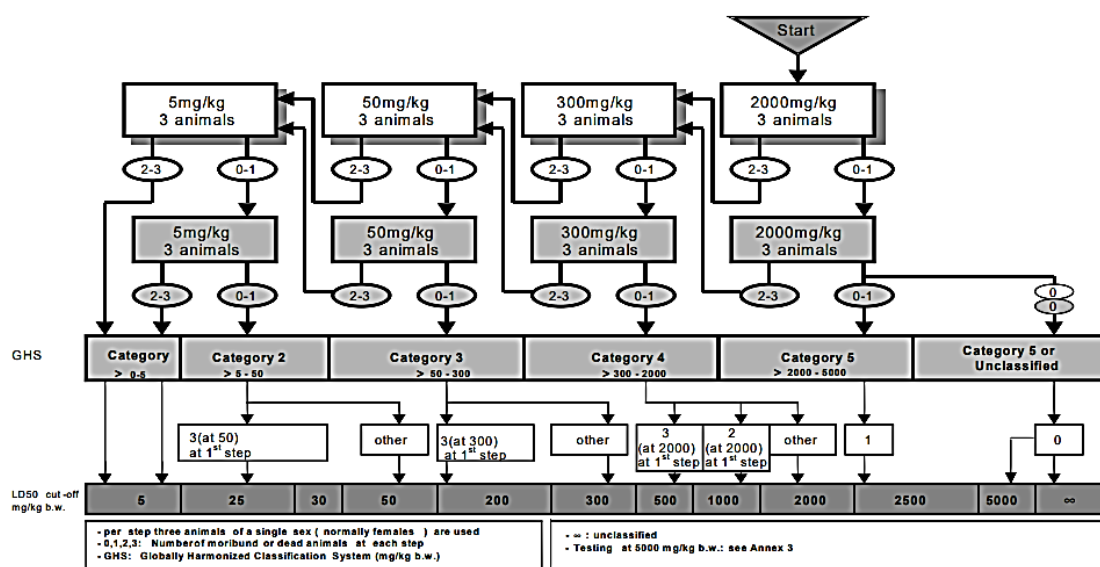 Start
5mg/kg
3 animals
50mg/kg
3 animals
300mg/kg
3 animals
2000mg/kg
3 animals
2-3
0-1
2-3
0-1
2-3
0-1
2-3
0-1
5mg/kg
3 animals
50mg/kg
3 animals
300mg/kg
3 animals
2000mg/kg
3 animals
2-3
0-1
2-3
0-1
2-3
0-1
2-3
0-1
0
0
GHS
Category
> 0-5
Category 2
> 5 - 50
Category 3
> 50 - 300
Category 4
> 300 - 2000
Category 5
> 2000 - 5000
Category 5 or
Unclassified
3(at 50)
at 1st step
other
3(at 300)
at 1st step
other
3
(at 2000)
at 1st step
2
(at 2000)
at 1st step
other
1
0
LD50 cut-off
mg/kg b.w.
5
25
30
50
200
300
500
1000
2000
2500
5000
∞
- per step three animals of a single sex ( normally females ) are used
- 0,1,2,3: Numberof moribund or dead animals at each step
- GHS: Globally Harmonized Classification System (mg/kg b.w.)
- ∞ : unclassified
- Testing at 5000 mg/kg b.w.: see Annex 3